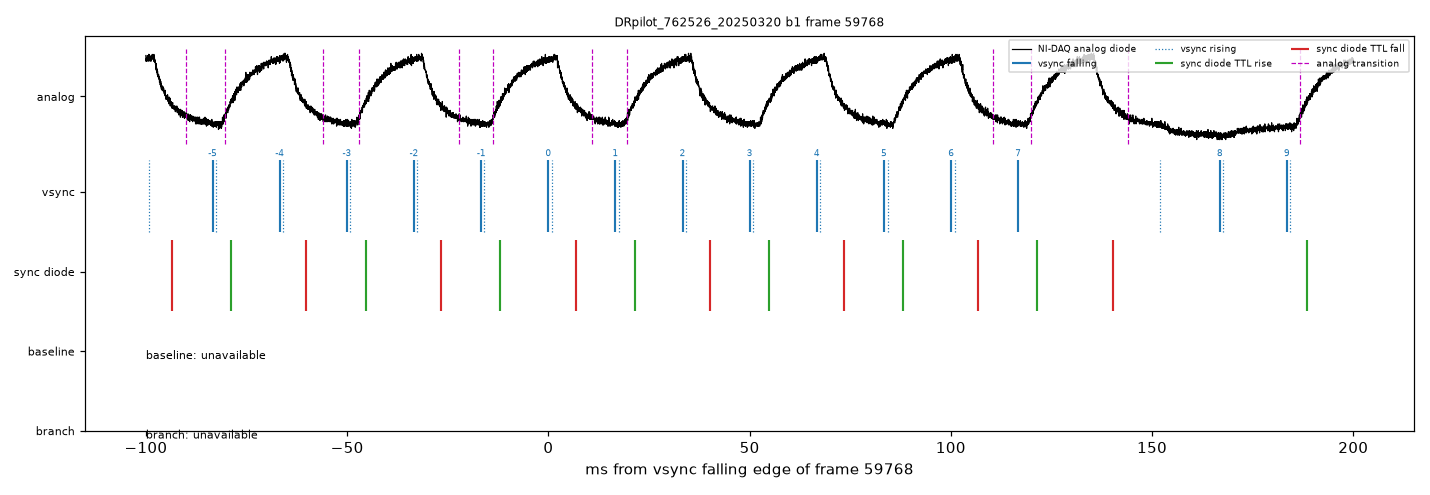 DRpilot_762526_20250320 b1 frame 59768
NI-DAQ analog diode
vsync falling
vsync rising
sync diode TTL rise
sync diode TTL fall
analog transition
analog
-5 -4 -3 -2 -1 0 1 2 3 4 5 6 7 8 9
vsync
sync diode
baseline
baseline: unavailable
branch
branch: unavailable
−100 −50 0 50 100 150 200
ms from vsync falling edge of frame 59768